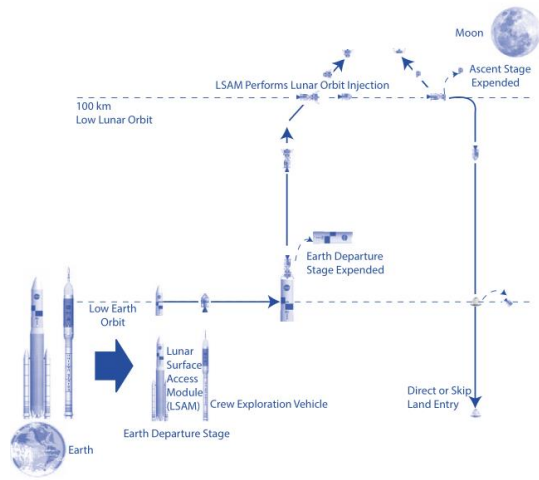 Moon
LSAM Performs Lunar Orbit Injection
Ascent Stage
Expended
100 km
Low Lunar Orbit
Earth Departure
Stage Expended
Low Earth
Orbit
Lunar
Surface
Access
Module
(LSAM)
Crew Exploration Vehicle
Earth Departure Stage
Direct or Skip
Land Entry
Earth